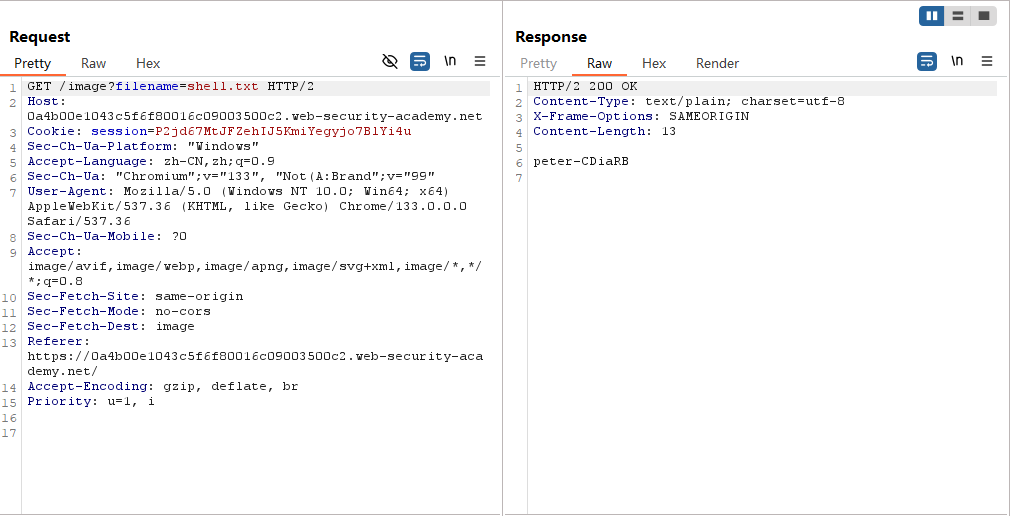 Request
Pretty Raw Hex
\n
1 GET /image?filename=shell.txt HTTP/2
2 Host:
0a4b00e1043c5f6f80016c09003500c2.web-security-academy.net
3 Cookie: session=P2jd67MtJFZehIJ5KmiYegyjo7BlYi4u
4 Sec-Ch-Ua-Platform: "Windows"
5 Accept-Language: zh-CN,zh;q=0.9
6 Sec-Ch-Ua: "Chromium";v="133", "Not(A:Brand";v="99"
7 User-Agent: Mozilla/5.0 (Windows NT 10.0; Win64; x64)
AppleWebKit/537.36 (KHTML, like Gecko) Chrome/133.0.0.0
Safari/537.36
8 Sec-Ch-Ua-Mobile: ?0
9 Accept:
image/avif,image/webp,image/apng,image/svg+xml,image/*,*/
*;q=0.8
10 Sec-Fetch-Site: same-origin
11 Sec-Fetch-Mode: no-cors
12 Sec-Fetch-Dest: image
13 Referer:
https://0a4b00e1043c5f6f80016c09003500c2.web-security-aca
demy.net/
14 Accept-Encoding: gzip, deflate, br
15 Priority: u=1, i
16
17
Response
Pretty Raw Hex Render
\n
1 HTTP/2 200 OK
2 Content-Type: text/plain; charset=utf-8
3 X-Frame-Options: SAMEORIGIN
4 Content-Length: 13
5
6 peter-CDiaRB
7